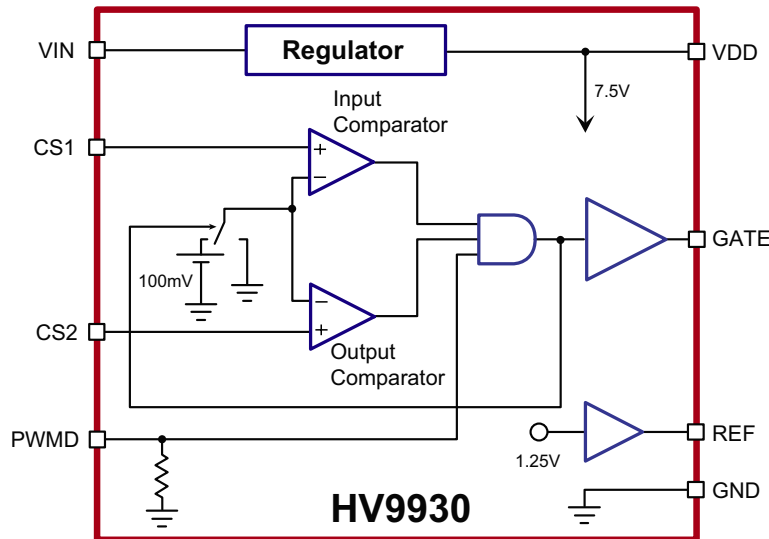 VIN
Regulator
VDD
7.5V
Input
Comparator
CS1
+
−
GATE
100mV
−
+
CS2
Output
Comparator
PWMD
REF
1.25V
GND
HV9930